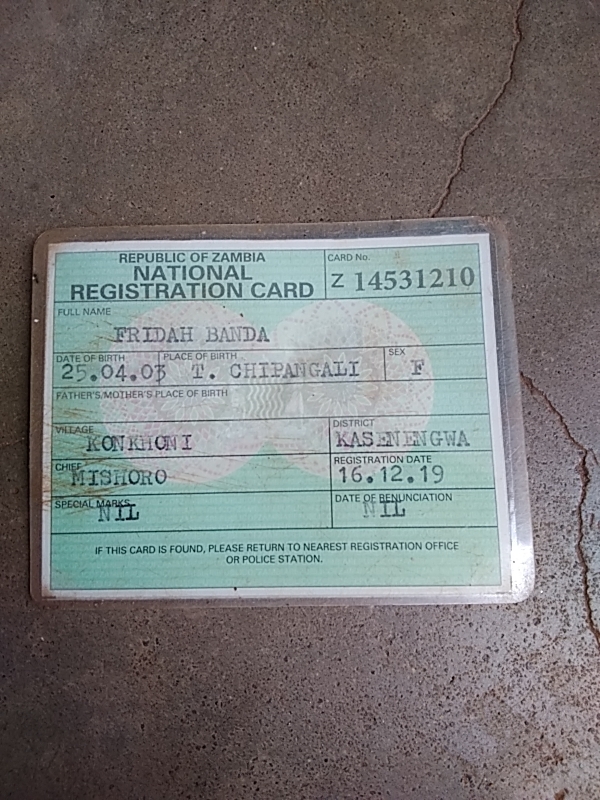 REPUBLIC OF ZAMBIA
NATIONAL
REGISTRATION CARD
CARD No.
Z 14531210
FULL NAME
FRIDAH BANDA
DATE OF BIRTH PLACE OF BIRTH SEX
25.04.03 T. CHIPANGALI F
FATHER'S/MOTHER'S PLACE OF BIRTH
VILLAGE DISTRICT
KONKHONI KASENENGWA
CHIEF REGISTRATION DATE
MISHORO 16.12.19
SPECIAL MARKS DATE OF RENUNCIATION
NIL NIL
IF THIS CARD IS FOUND, PLEASE RETURN TO NEAREST REGISTRATION OFFICE
OR POLICE STATION.